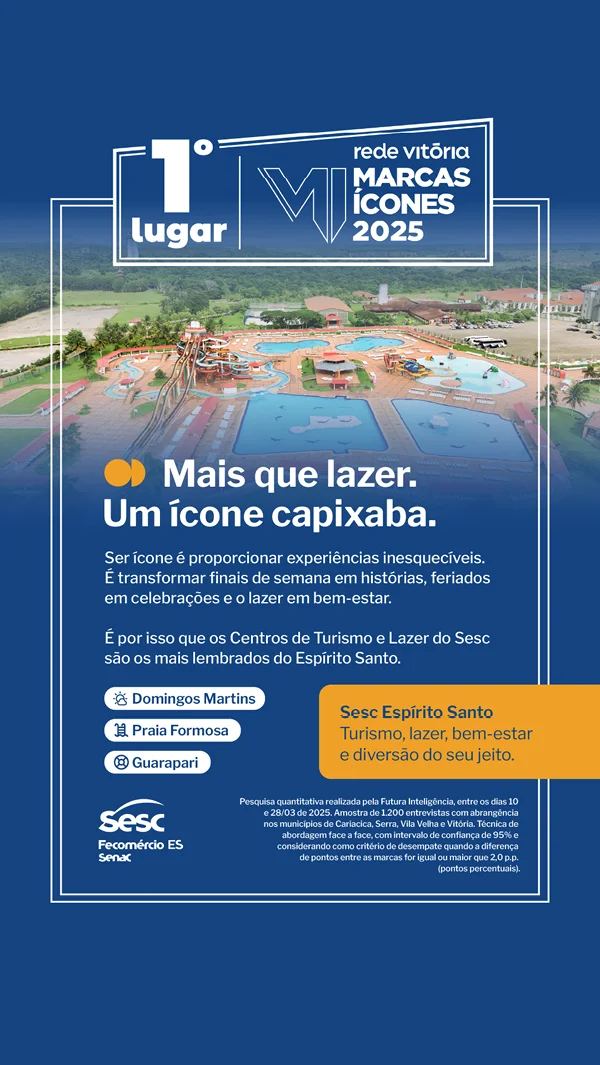 1º
lugar
rede vitória
MARCAS
ÍCONES
2025
Mais que lazer.
Um ícone capixaba.
Ser ícone é proporcionar experiências inesquecíveis.
É transformar finais de semana em histórias, feriados
em celebrações e o lazer em bem-estar.
É por isso que os Centros de Turismo e Lazer do Sesc
são os mais lembrados do Espírito Santo.
Domingos Martins
Praia Formosa
Guarapari
Sesc Espírito Santo
Turismo, lazer, bem-estar
e diversão do seu jeito.
Sesc
Fecomércio ES
Senac
Pesquisa quantitativa realizada pela Futura Inteligência, entre os dias 10
e 28/03 de 2025. Amostra de 1.200 entrevistas com abrangência
nos municípios de Cariacica, Serra, Vila Velha e Vitória. Técnica de
abordagem face a face, com intervalo de confiança de 95% e
considerando como critério de desempate quando a diferença
de pontos entre as marcas for igual ou maior que 2,0 p.p.
(pontos percentuais).